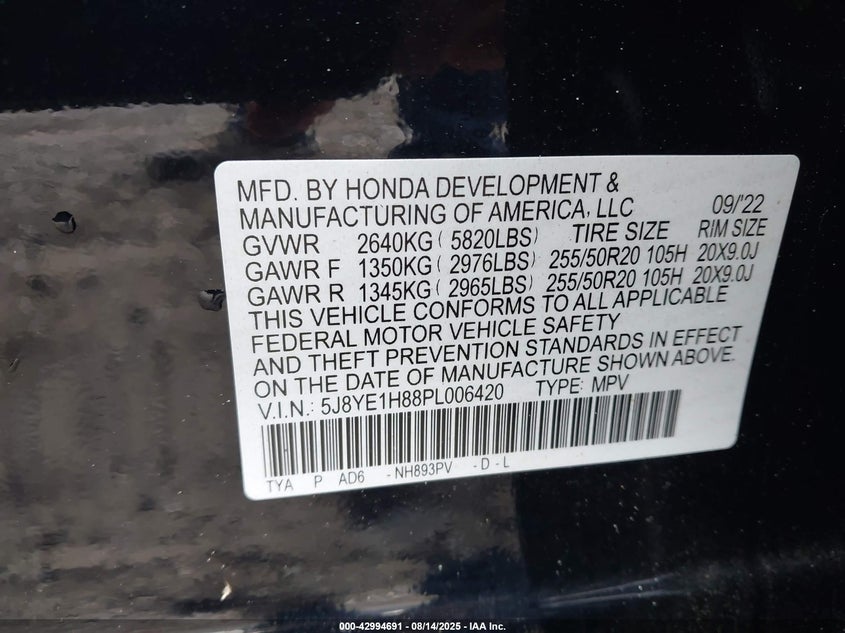 MFD. BY HONDA DEVELOPMENT &
MANUFACTURING OF AMERICA, LLC 09/'22
GVWR 2640KG ( 5820LBS) TIRE SIZE RIM SIZE
GAWR F 1350KG ( 2976LBS) 255/50R20 105H 20X9.0J
GAWR R 1345KG ( 2965LBS) 255/50R20 105H 20X9.0J
THIS VEHICLE CONFORMS TO ALL APPLICABLE
FEDERAL MOTOR VEHICLE SAFETY
AND THEFT PREVENTION STANDARDS IN EFFECT
ON THE DATE OF MANUFACTURE SHOWN ABOVE.
V.I.N.: 5J8YE1H88PL006420 TYPE: MPV
TYA P AD6 -NH893PV -D-L
000-42994691 - 08/14/2025 - IAA Inc.